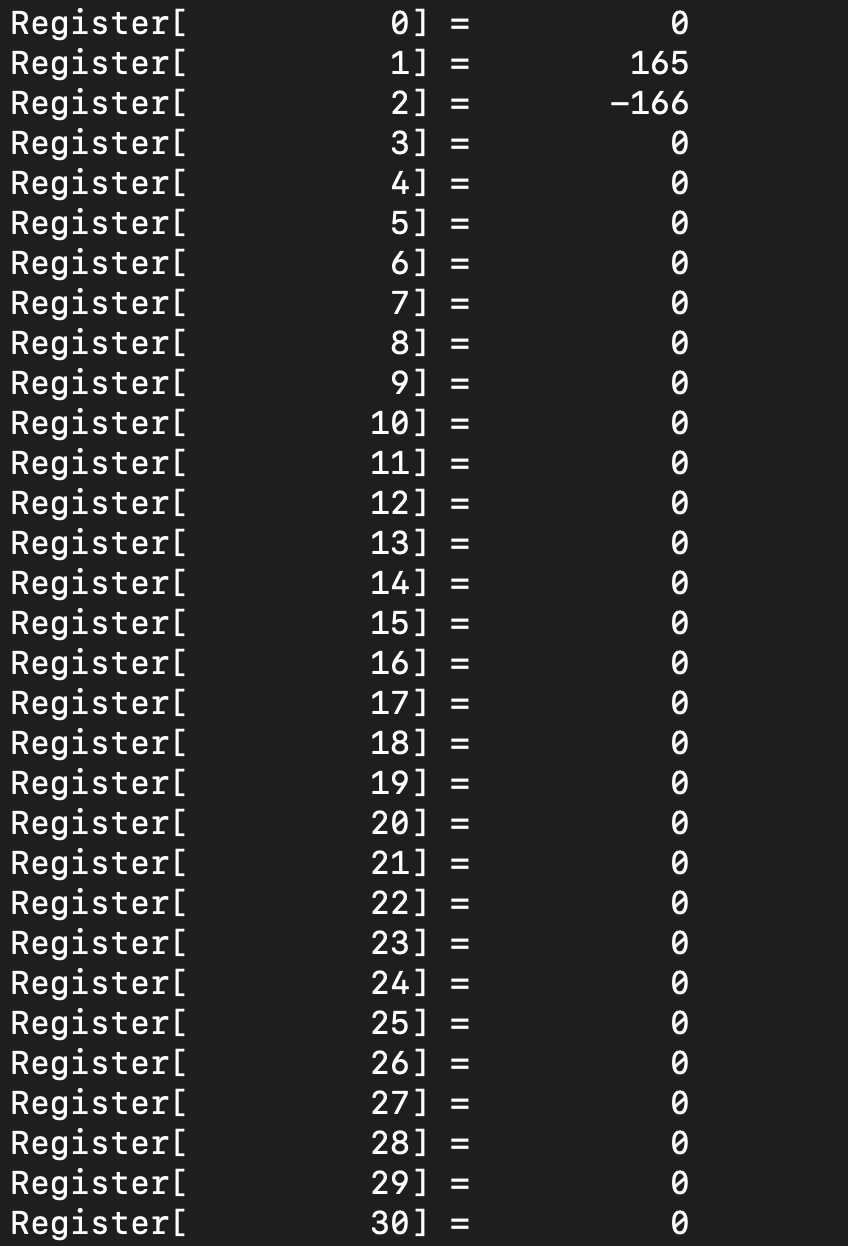 Register[          0] =           0
Register[          1] =         165
Register[          2] =        -166
Register[          3] =           0
Register[          4] =           0
Register[          5] =           0
Register[          6] =           0
Register[          7] =           0
Register[          8] =           0
Register[          9] =           0
Register[         10] =           0
Register[         11] =           0
Register[         12] =           0
Register[         13] =           0
Register[         14] =           0
Register[         15] =           0
Register[         16] =           0
Register[         17] =           0
Register[         18] =           0
Register[         19] =           0
Register[         20] =           0
Register[         21] =           0
Register[         22] =           0
Register[         23] =           0
Register[         24] =           0
Register[         25] =           0
Register[         26] =           0
Register[         27] =           0
Register[         28] =           0
Register[         29] =           0
Register[         30] =           0